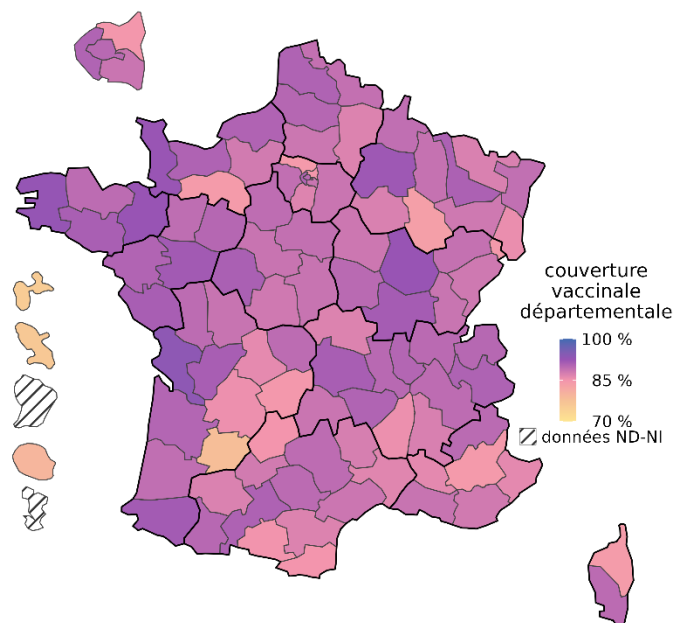 couverture
vaccinale
départementale
100 %
85 %
70 %
données ND-NI